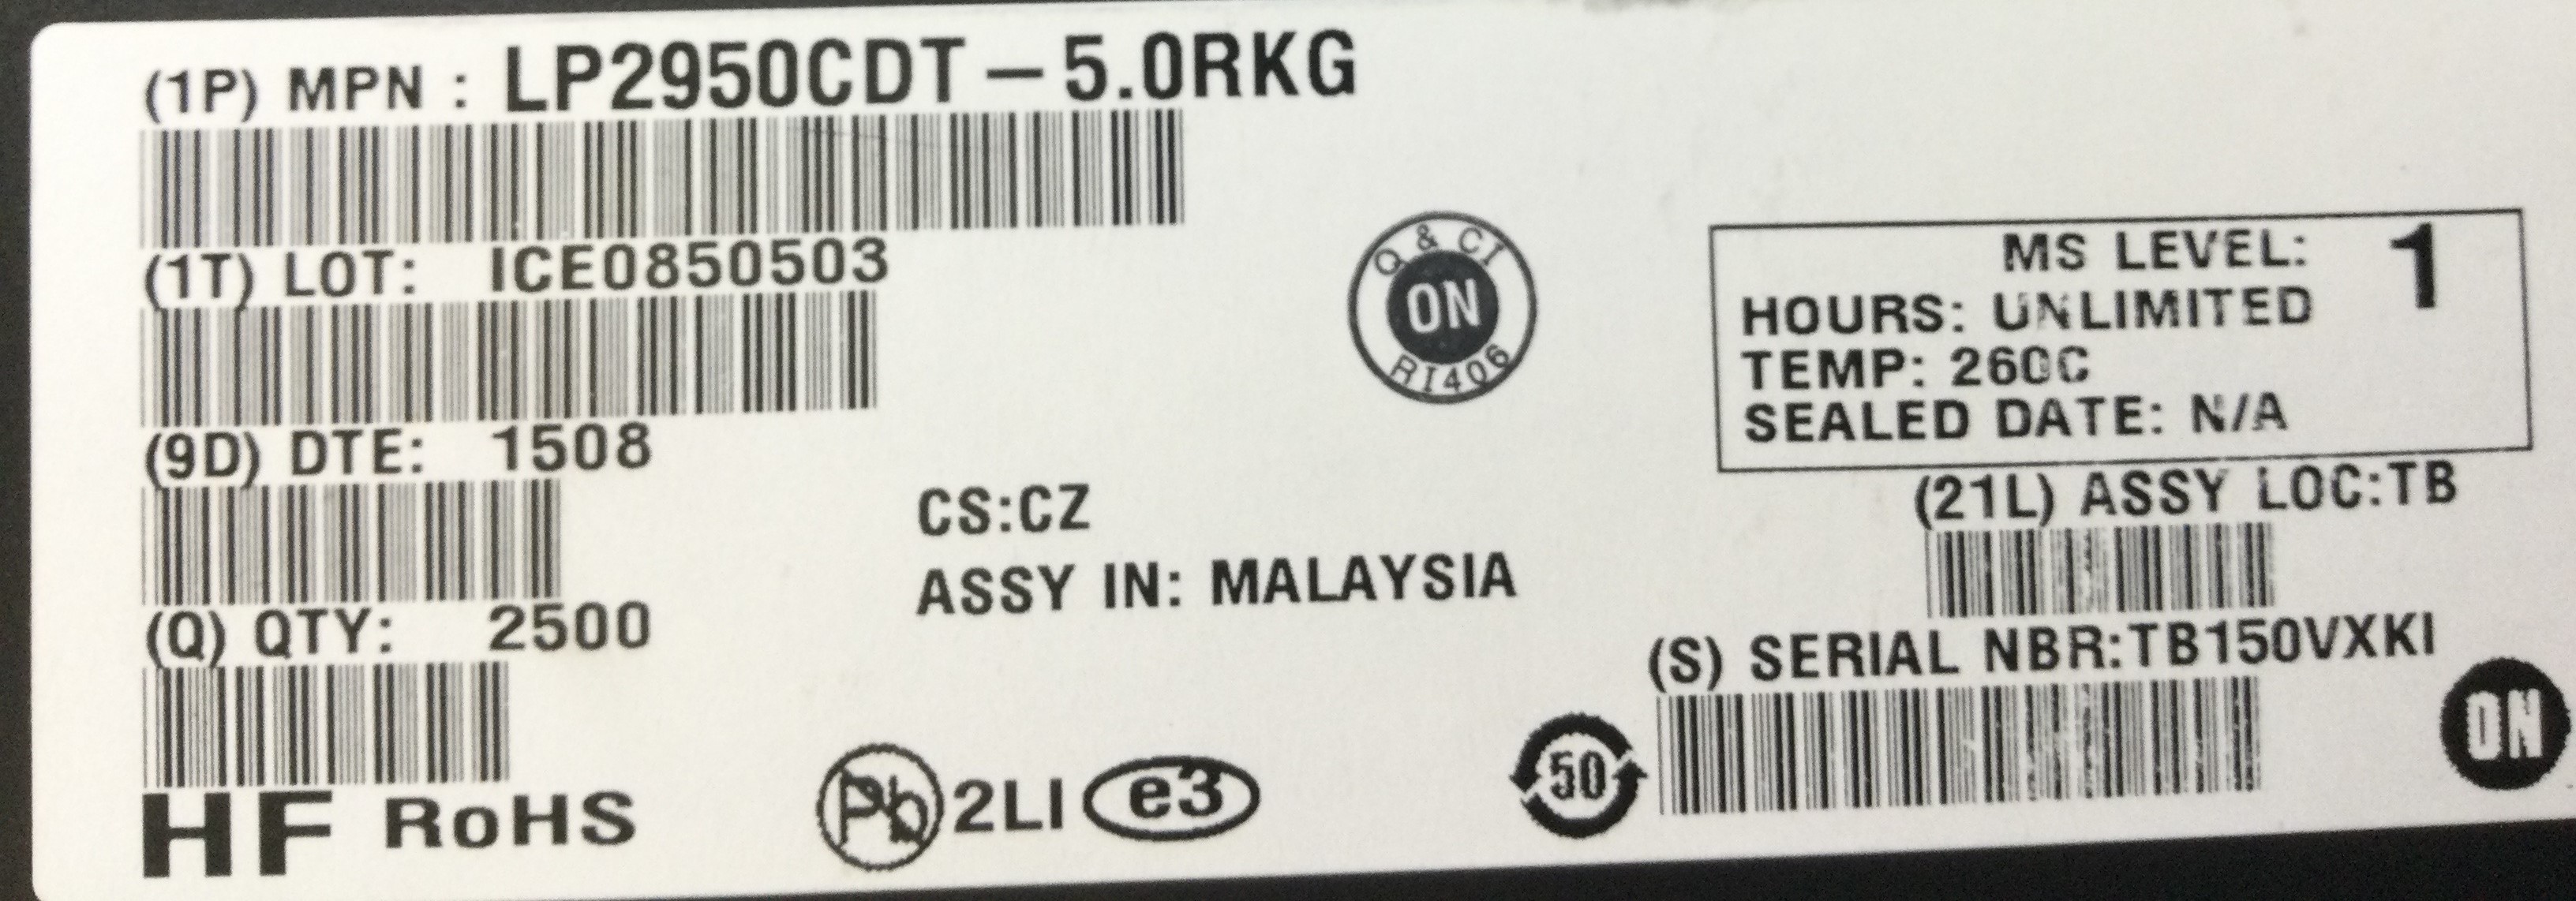 (1P) MPN : LP2950CDT-5.0RKG
(1T) LOT: ICE0850503
Q & CI
ON
RI406
MS LEVEL: 1
HOURS: UNLIMITED
TEMP: 260C
SEALED DATE: N/A
(9D) DTE: 1508
(21L) ASSY LOC:TB
CS:CZ
ASSY IN: MALAYSIA
(Q) QTY: 2500
(S) SERIAL NBR:TB150VXKI
HF RoHS
Pb 2LI e3
50
ON